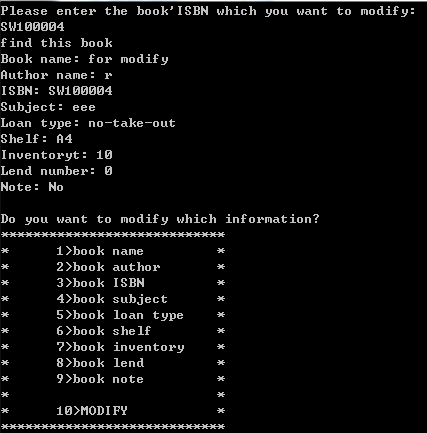 Please enter the book'ISBN which you want to modify:
SW100004
find this book
Book name: for modify
Author name: r
ISBN: SW100004
Subject: eee
Loan type: no-take-out
Shelf: A4
Inventoryt: 10
Lend number: 0
Note: No
Do you want to modify which information?
****************************
*      1>book name         *
*      2>book author       *
*      3>book ISBN         *
*      4>book subject      *
*      5>book loan type    *
*      6>book shelf        *
*      7>book inventory    *
*      8>book lend         *
*      9>book note         *
*                          *
*      10>MODIFY           *
****************************